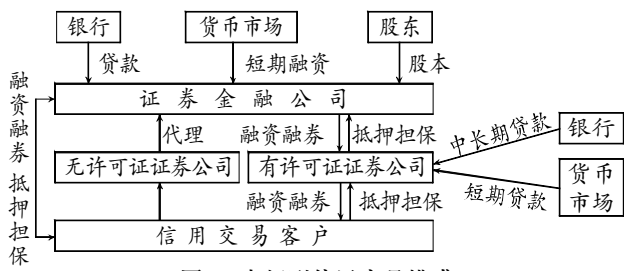 银行
货币市场
股东
贷款
短期融资
股本
证券金融公司
融资融券 抵押担保
代理
融资融券
抵押担保
中长期贷款
银行
无许可证证券公司
有许可证证券公司
短期贷款
货币
市场
融资融券
抵押担保
信用交易客户